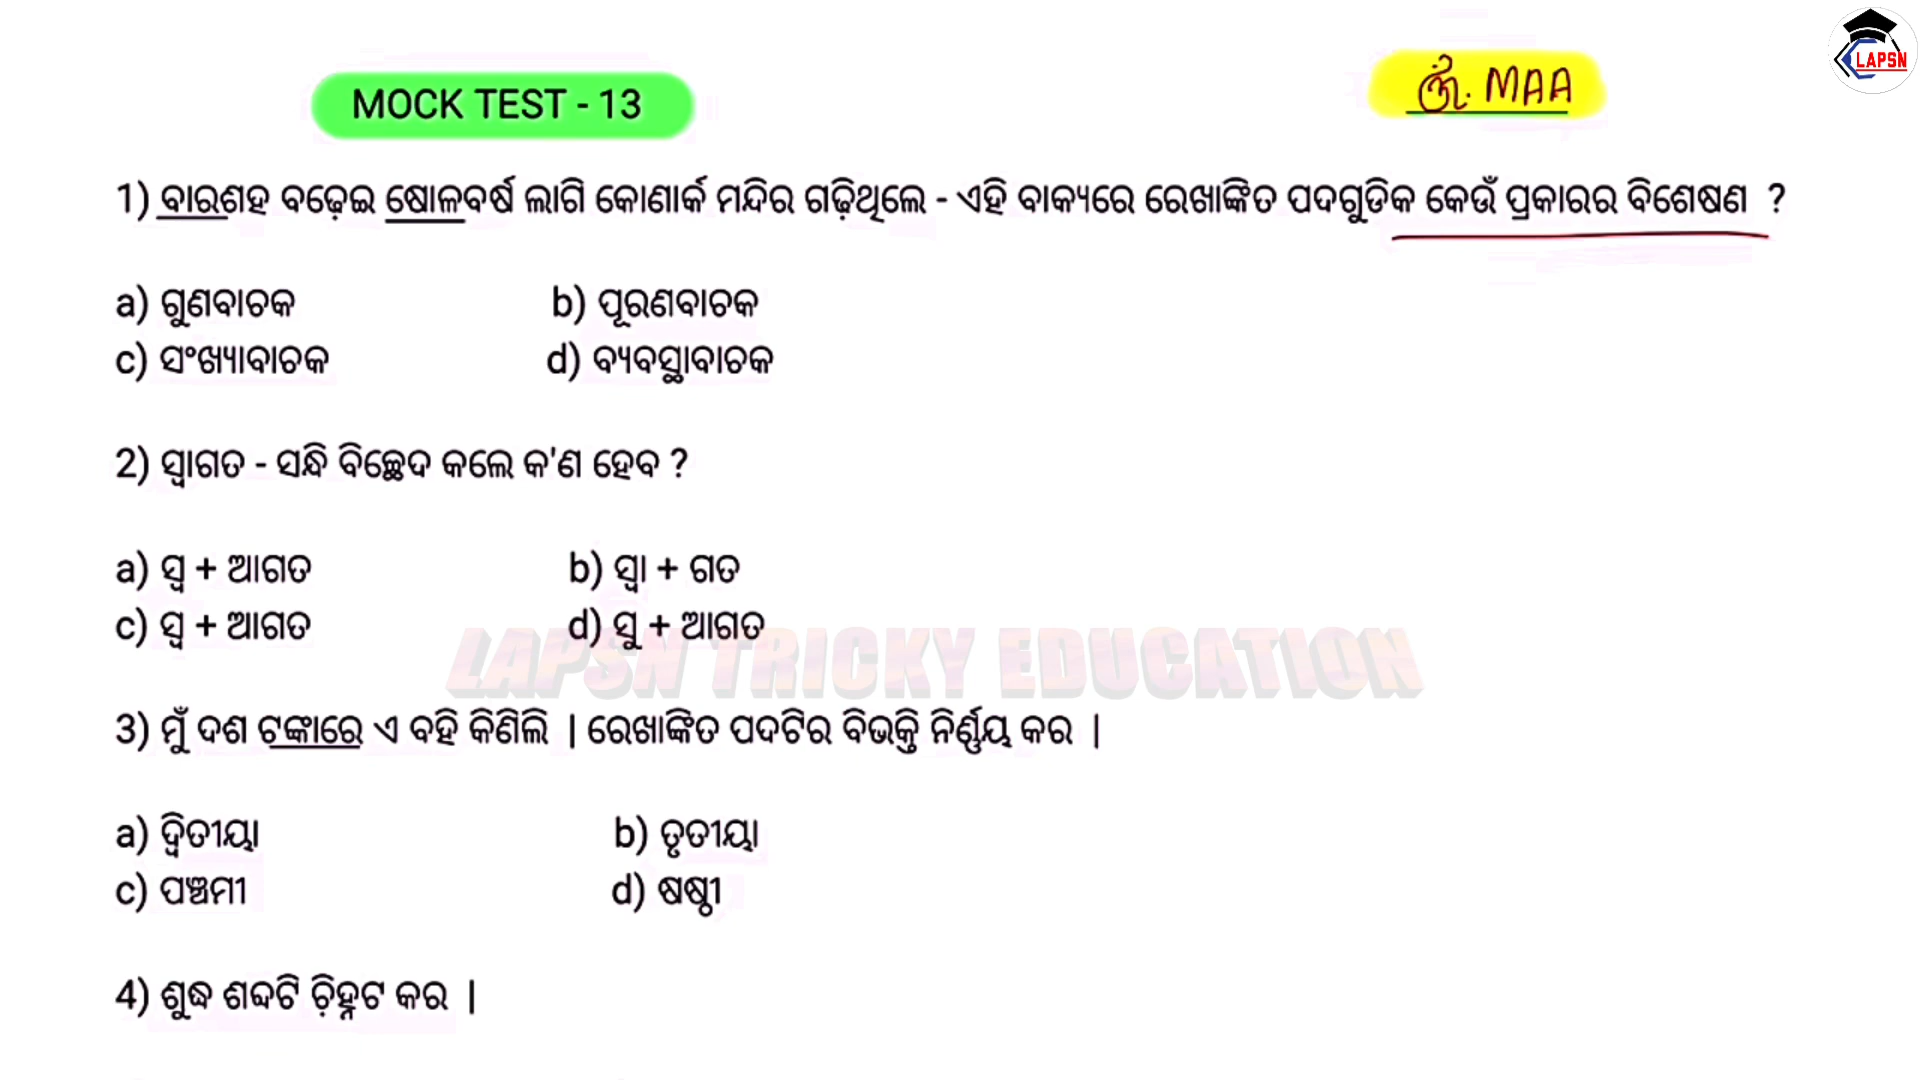 LAPSN
ॐ. MAA
MOCK TEST - 13
1) ବାରଶହ ବଢ଼େଇ ଷୋଳବର୍ଷ ଲାଗି କୋଣାର୍କ ମନ୍ଦିର ଗଢ଼ିଥିଲେ - ଏହି ବାକ୍ୟରେ ରେଖାଙ୍କିତ ପଦଗୁଡିକ କେଉଁ ପ୍ରକାରର ବିଶେଷଣ ?
a) ଗୁଣବାଚକ b) ପୂରଣବାଚକ
c) ସଂଖ୍ୟାବାଚକ d) ବ୍ୟବସ୍ଥାବାଚକ
2) ସ୍ଵାଗତ - ସନ୍ଧି ବିଚ୍ଛେଦ କଲେ କ'ଣ ହେବ ?
a) ସ୍ଵ + ଆଗତ b) ସ୍ଵା + ଗତ
c) ସ୍ଵ + ଆଗତ d) ସୁ + ଆଗତ
LAPSN TRICKY EDUCATION
3) ମୁଁ ଦଶ ଟଙ୍କାରେ ଏ ବହି କିଣିଲି | ରେଖାଙ୍କିତ ପଦଟିର ବିଭକ୍ତି ନିର୍ଣ୍ଣୟ କର |
a) ଦ୍ଵିତୀୟା b) ତୃତୀୟା
c) ପଞ୍ଚମୀ d) ଷଷ୍ଠୀ
4) ଶୁଦ୍ଧ ଶବ୍ଦଟି ଚ଼ିହ୍ନଟ କର |